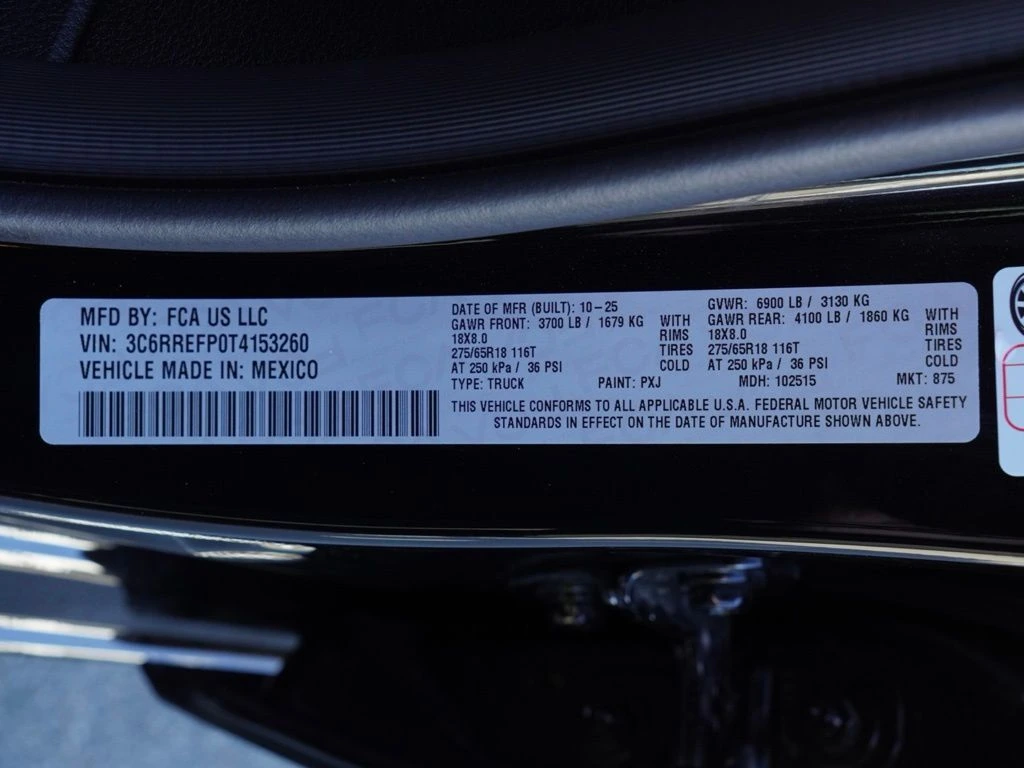 MFD BY: FCA US LLC
VIN: 3C6RREFP0T4153260
VEHICLE MADE IN: MEXICO
DATE OF MFR (BUILT): 10-25
GAWR FRONT: 3700 LB / 1679 KG WITH
18X8.0 RIMS
275/65R18 116T TIRES
AT 250 kPa / 36 PSI COLD
GVWR: 6900 LB / 3130 KG
GAWR REAR: 4100 LB / 1860 KG WITH
18X8.0 RIMS
275/65R18 116T TIRES
AT 250 kPa / 36 PSI COLD
TYPE: TRUCK PAINT: PXJ MDH: 102515 MKT: 875
THIS VEHICLE CONFORMS TO ALL APPLICABLE U.S.A. FEDERAL MOTOR VEHICLE SAFETY
STANDARDS IN EFFECT ON THE DATE OF MANUFACTURE SHOWN ABOVE.